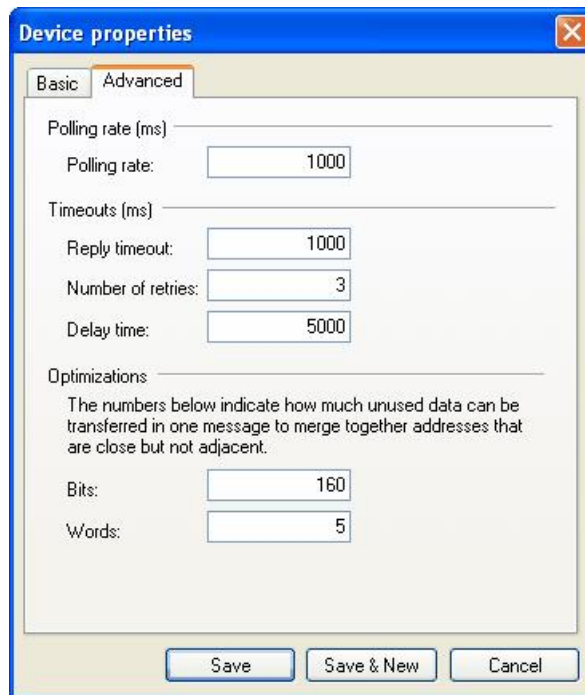 Device properties
Basic Advanced
Polling rate (ms)
Polling rate: 1000
Timeouts (ms)
Reply timeout: 1000
Number of retries: 3
Delay time: 5000
Optimizations
The numbers below indicate how much unused data can be
transferred in one message to merge together addresses that
are close but not adjacent.
Bits: 160
Words: 5
Save Save & New Cancel